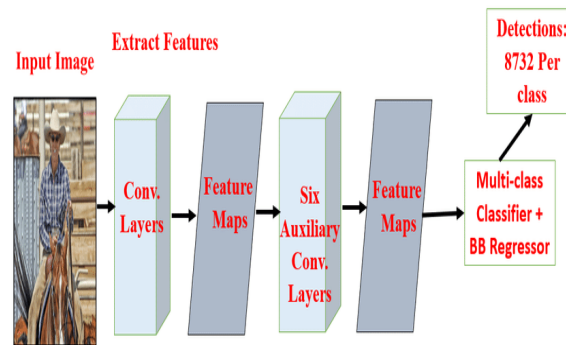 Input Image
Extract Features
Conv.
Layers
Feature
Maps
Six
Auxiliary
Conv.
Layers
Feature
Maps
Multi-class
Classifier +
BB Regressor
Detections:
8732 Per
class